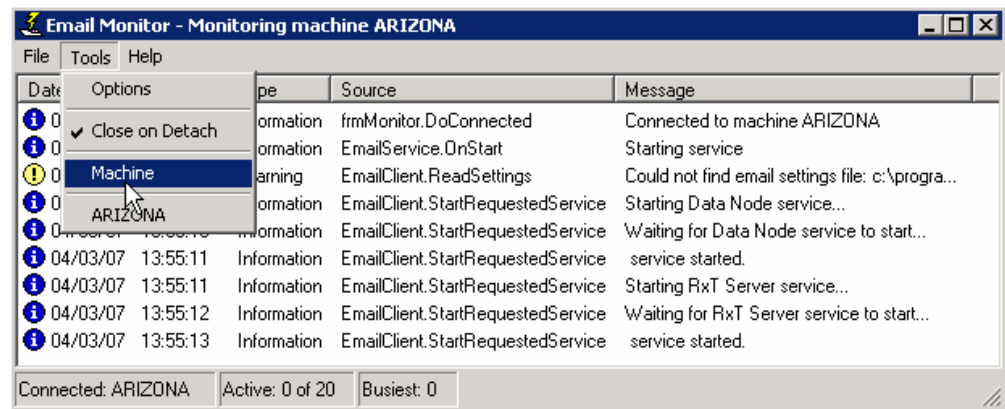 Email Monitor - Monitoring machine ARIZONA
File Tools Help
Options
Close on Detach
Machine
ARIZONA
Source Message
frmMonitor.DoConnected Connected to machine ARIZONA
EmailService.OnStart Starting service
EmailClient.ReadSettings Could not find email settings file: c:\progra...
EmailClient.StartRequestedService Starting Data Node service...
Information EmailClient.StartRequestedService Waiting for Data Node service to start...
04/03/07 13:55:11 Information EmailClient.StartRequestedService service started.
04/03/07 13:55:11 Information EmailClient.StartRequestedService Starting RxT Server service...
04/03/07 13:55:12 Information EmailClient.StartRequestedService Waiting for RxT Server service to start...
04/03/07 13:55:13 Information EmailClient.StartRequestedService service started.
Connected: ARIZONA Active: 0 of 20 Busiest: 0